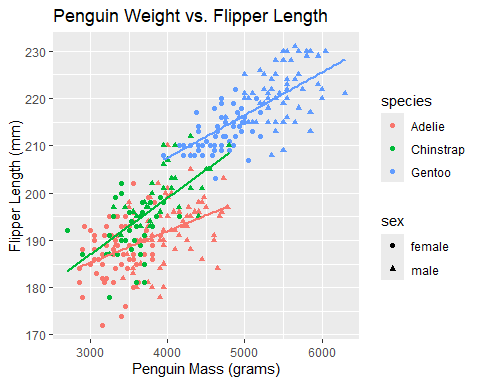 Penguin Weight vs. Flipper Length
Flipper Length (mm)
230
220
210
200
190
180
170
3000
4000
5000
6000
Penguin Mass (grams)
species
Adelie
Chinstrap
Gentoo
sex
female
male